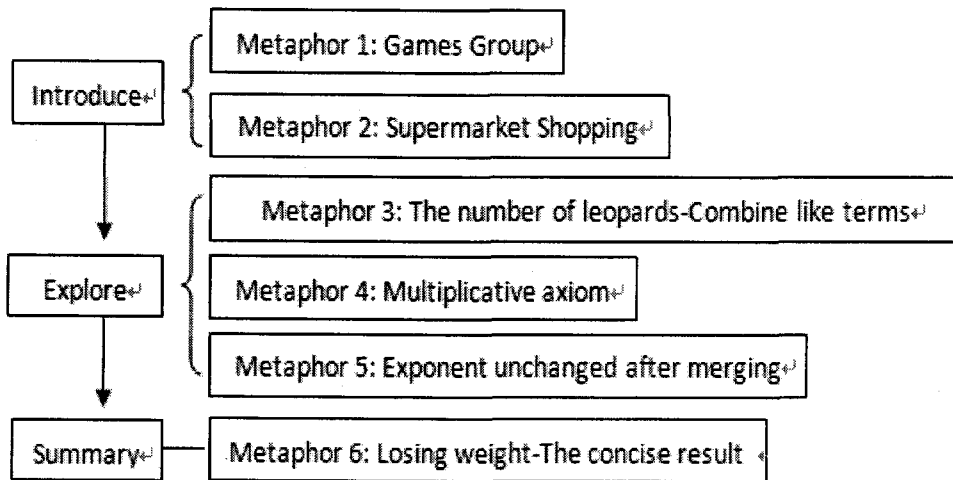 Metaphor 1: Games Group
Introduce
Metaphor 2: Supermarket Shopping
Metaphor 3: The number of leopards-Combine like terms
Explore
Metaphor 4: Multiplicative axiom
Metaphor 5: Exponent unchanged after merging
Summary
Metaphor 6: Losing weight-The concise result